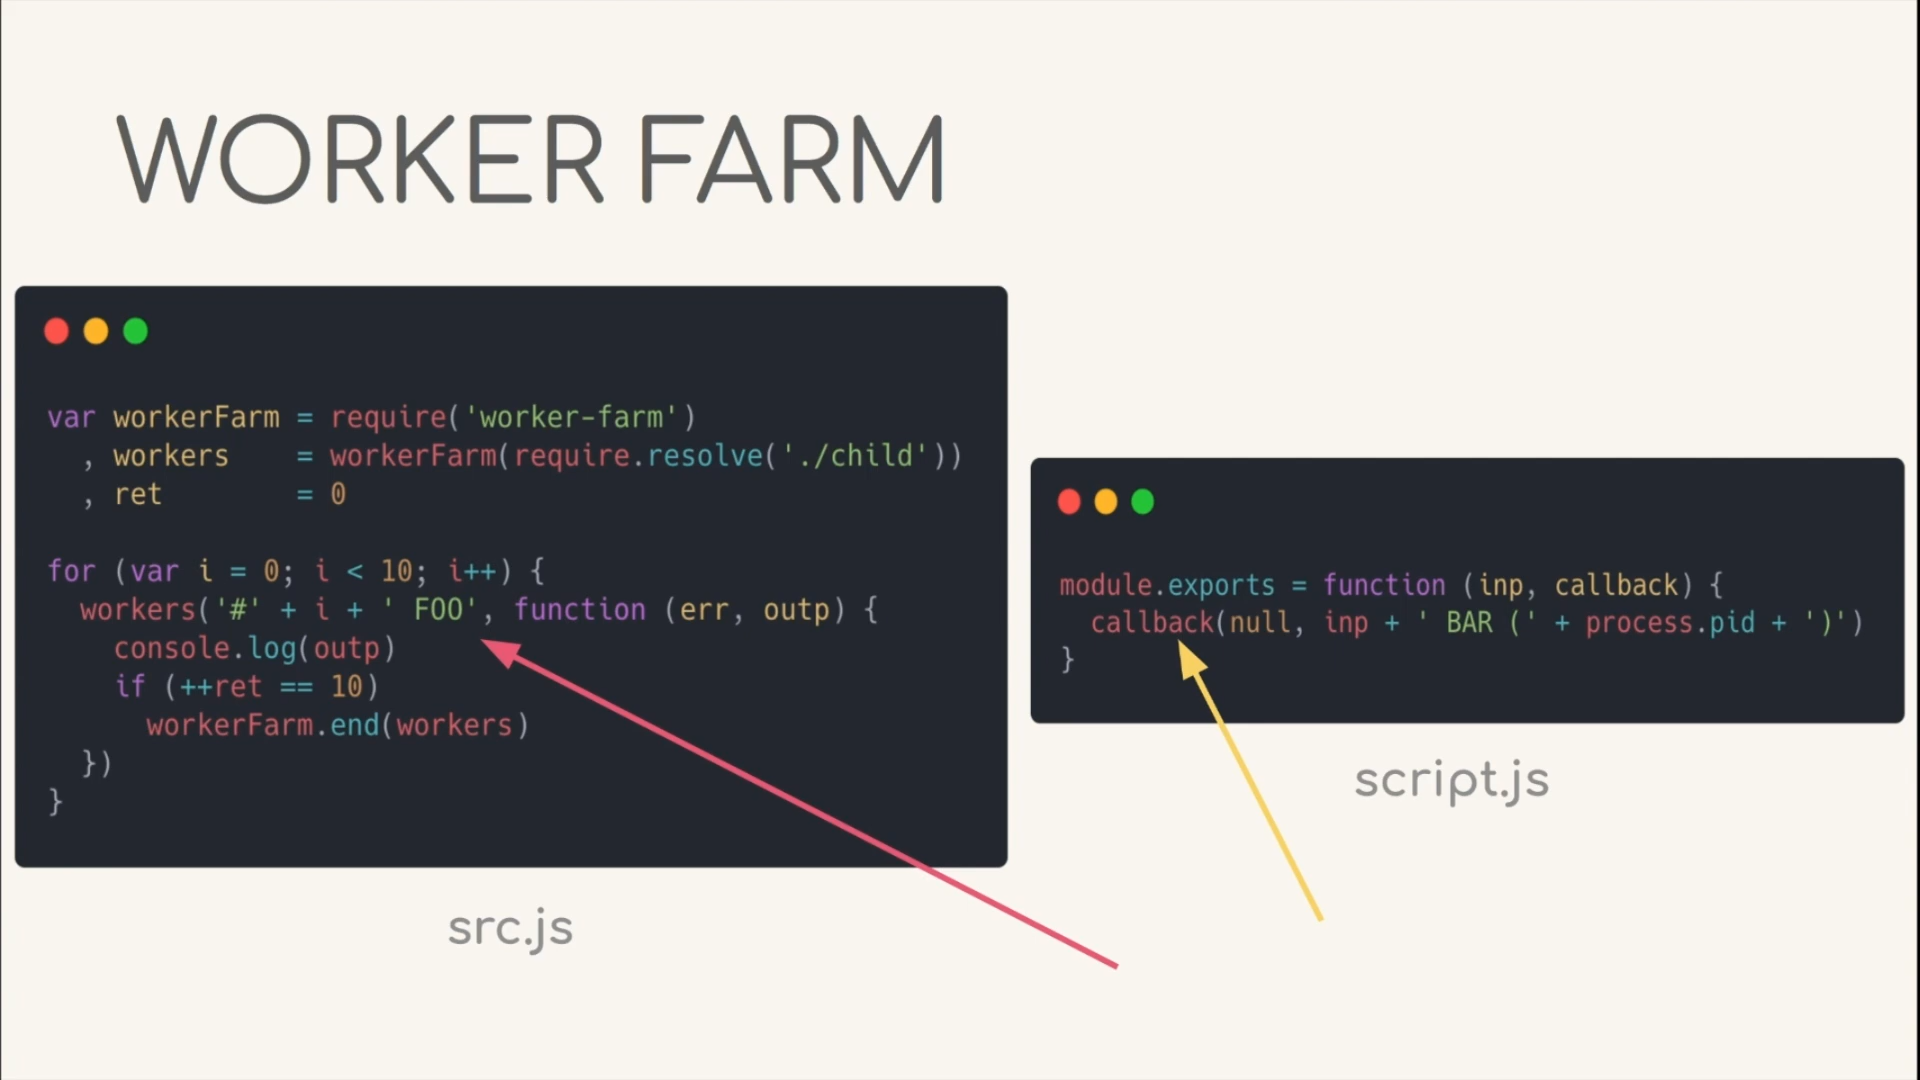 WORKER FARM
var workerFarm = require('worker-farm')
  , workers    = workerFarm(require.resolve('./child'))
  , ret        = 0
for (var i = 0; i < 10; i++) {
  workers('#' + i + ' FOO', function (err, outp) {
    console.log(outp)
    if (++ret == 10)
      workerFarm.end(workers)
  })
}
src.js
module.exports = function (inp, callback) {
  callback(null, inp + ' BAR (' + process.pid + ')')
}
script.js